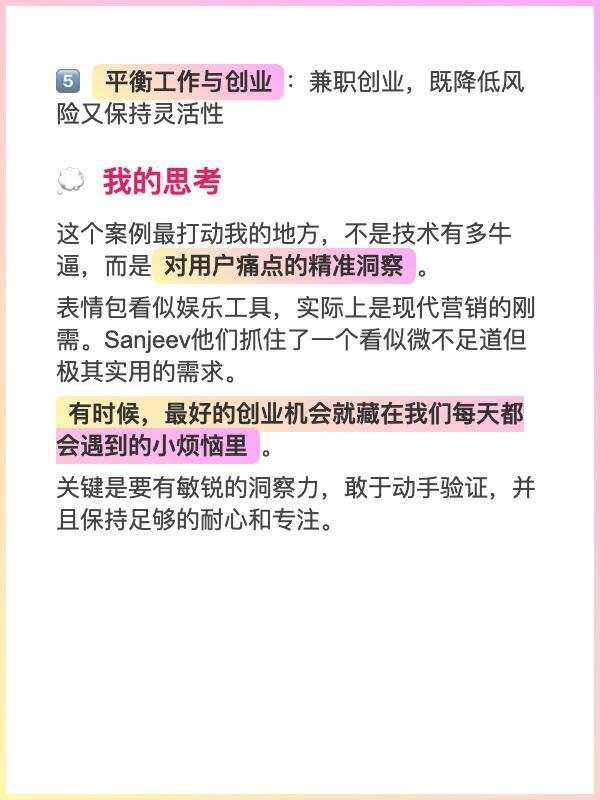 5️⃣ 平衡工作与创业：兼职创业，既降低风
险又保持灵活性
💭 我的思考
这个案例最打动我的地方，不是技术有多牛
逼，而是对用户痛点的精准洞察。
表情包看似娱乐工具，实际上是现代营销的刚
需。Sanjeev他们抓住了一个看似微不足道但
极其实用的需求。
有时候，最好的创业机会就藏在我们每天都
会遇到的小烦恼里。
关键是要有敏锐的洞察力，敢于动手验证，并
且保持足够的耐心和专注。